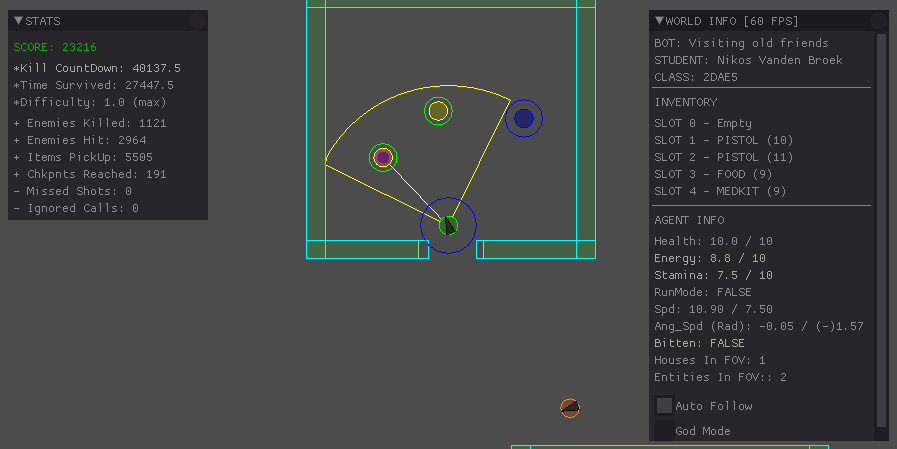 STATS
SCORE: 23216
*Kill CountDown: 40137.5
*Time Survived: 27447.5
*Difficulty: 1.0 (max)
+ Enemies Killed: 1121
+ Enemies Hit: 2964
+ Items PickUp: 5505
+ Chkpnts Reached: 191
- Missed Shots: 0
- Ignored Calls: 0
WORLD INFO [60 FPS]
BOT: Visiting old friends
STUDENT: Nikos Vanden Broek
CLASS: 2DAE5
INVENTORY
SLOT 0 - Empty
SLOT 1 - PISTOL (10)
SLOT 2 - PISTOL (11)
SLOT 3 - FOOD (9)
SLOT 4 - MEDKIT (9)
AGENT INFO
Health: 10.0 / 10
Energy: 8.8 / 10
Stamina: 7.5 / 10
RunMode: FALSE
Spd: 10.90 / 7.50
Ang_Spd (Rad): -0.05 / (-)1.57
Bitten: FALSE
Houses In FOV: 1
Entities In FOV:: 2
Auto Follow
God Mode